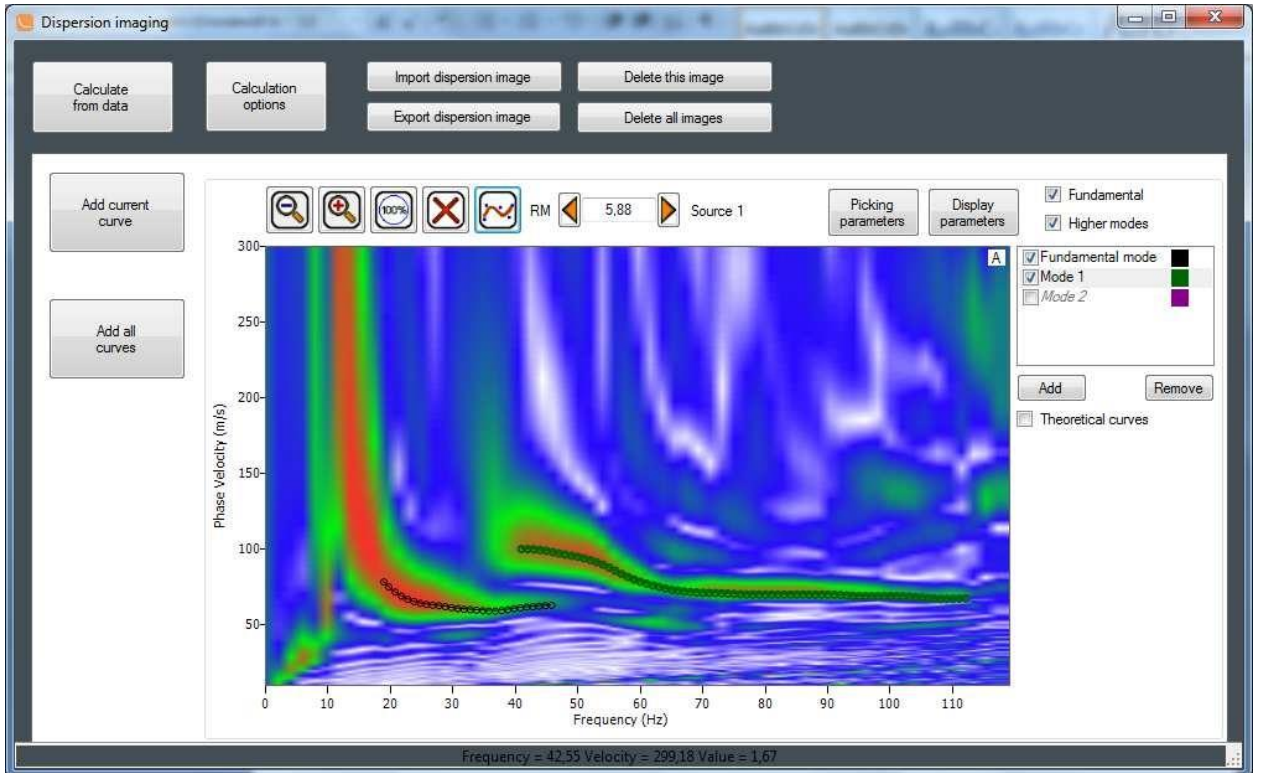 Dispersion imaging
Calculate
from data
Calculation
options
Import dispersion image
Delete this image
Export dispersion image
Delete all images
Add current
curve
Add all
curves
100%
RM
5,88
Source 1
Picking
parameters
Display
parameters
Fundamental
Higher modes
A
Fundamental mode
Mode 1
Mode 2
Add
Remove
Theoretical curves
Phase Velocity (m/s)
300
250
200
150
100
50
0 10 20 30 40 50 60 70 80 90 100 110
Frequency (Hz)
Frequency = 42,55 Velocity = 299,18 Value = 1,67